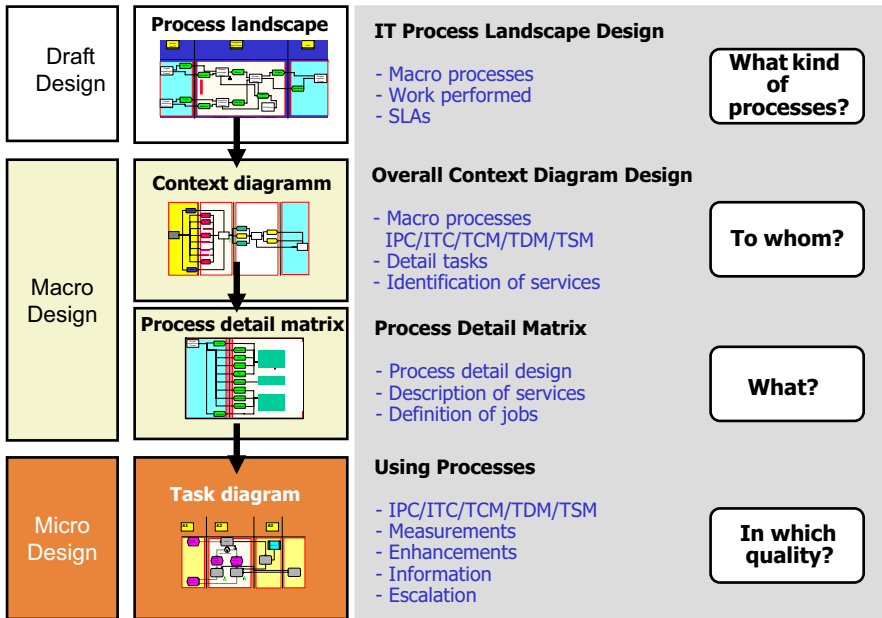 Draft
Design
Process landscape
IT Process Landscape Design
- Macro processes
- Work performed
- SLAs
What kind
of
processes?
Macro
Design
Context diagramm
Overall Context Diagram Design
- Macro processes
IPC/ITC/TCM/TDM/TSM
- Detail tasks
- Identification of services
To whom?
Process detail matrix
Process Detail Matrix
- Process detail design
- Description of services
- Definition of jobs
What?
Micro
Design
Task diagram
Using Processes
- IPC/ITC/TCM/TDM/TSM
- Measurements
- Enhancements
- Information
- Escalation
In which
quality?